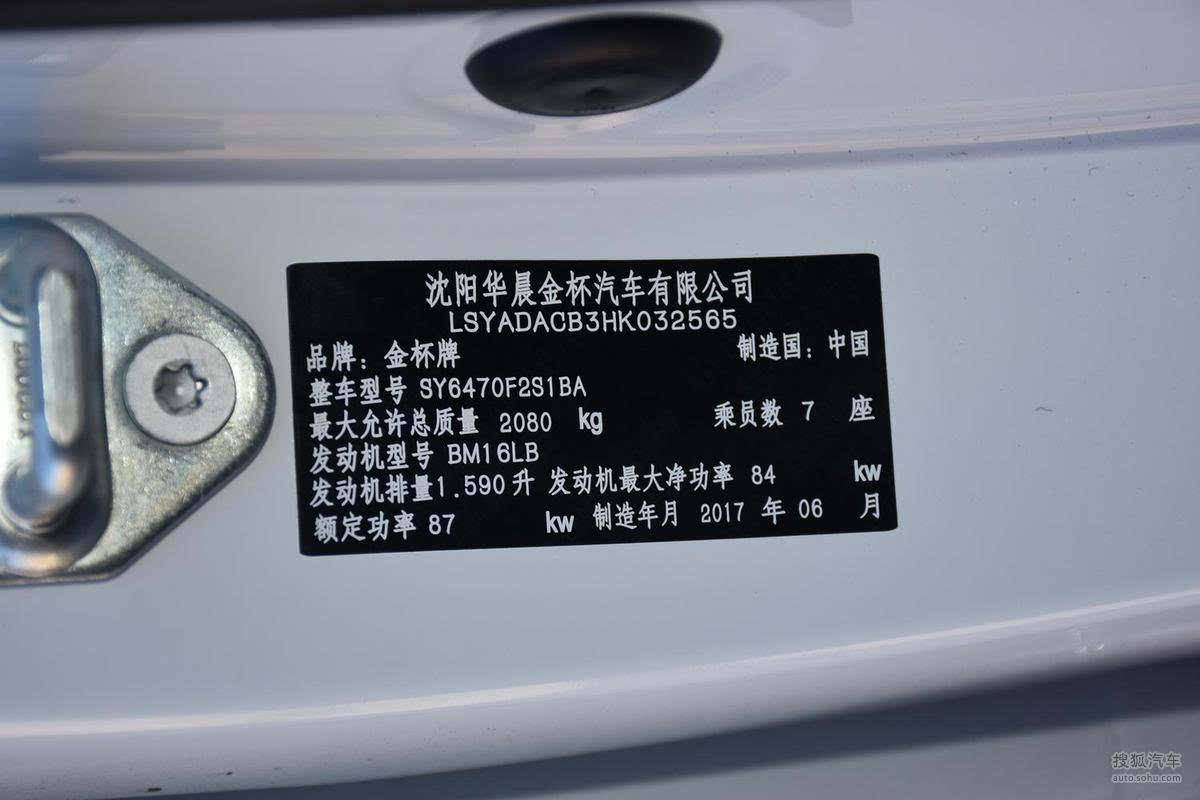 沈阳华晨金杯汽车有限公司
LSYADACB3HK032565
品牌：金杯牌 制造国：中国
整车型号 SY6470F2S1BA
最大允许总质量 2080 kg 乘员数 7 座
发动机型号 BM16LB
发动机排量1.590升 发动机最大净功率 84 kw
额定功率 87 kw 制造年月 2017 年 06 月
搜狐汽车
auto.sohu.com